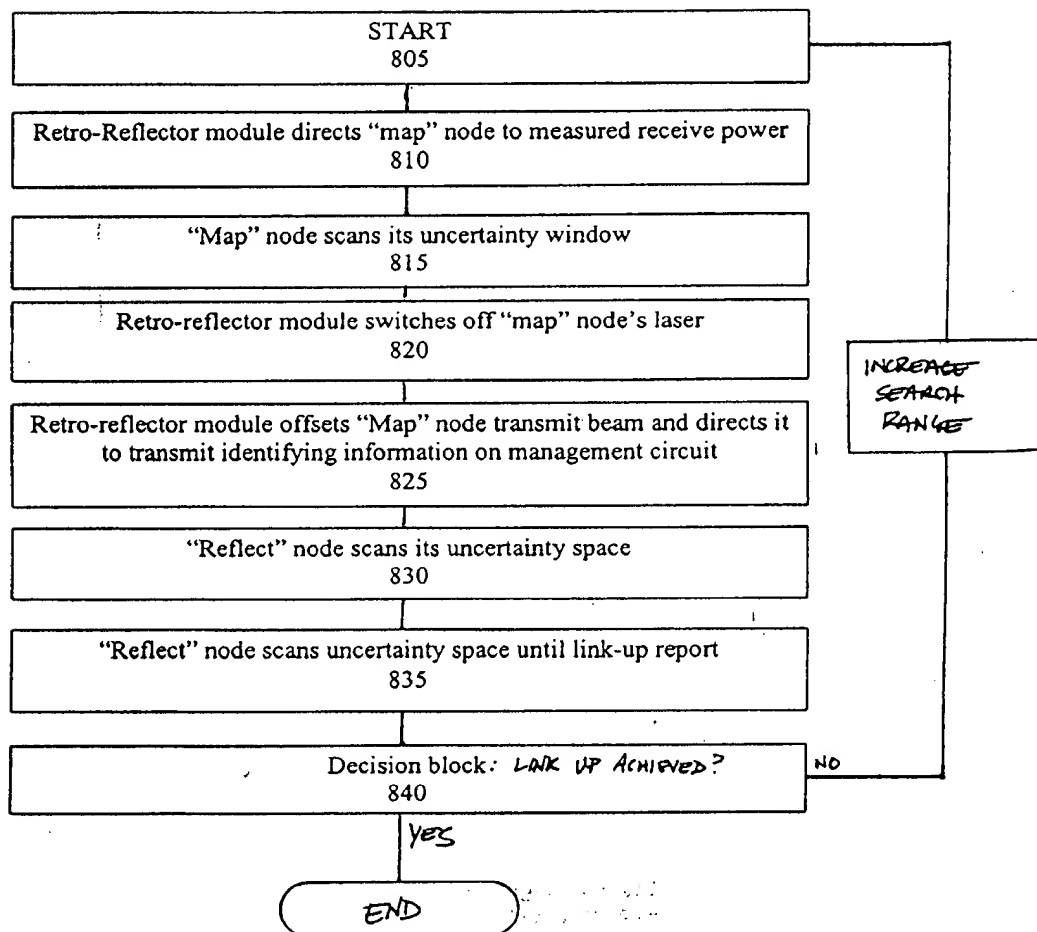 START
805
Retro-Reflector module directs “map” node to measured receive power
810
“Map” node scans its uncertainty window
815
Retro-reflector module switches off “map” node’s laser
820
Retro-reflector module offsets “Map” node transmit beam and directs it
to transmit identifying information on management circuit
825
“Reflect” node scans its uncertainty space
830
“Reflect” node scans uncertainty space until link-up report
835
Decision block: LINK UP ACHIEVED?
840
NO
INCREASE
SEARCH
RANGE
YES
END